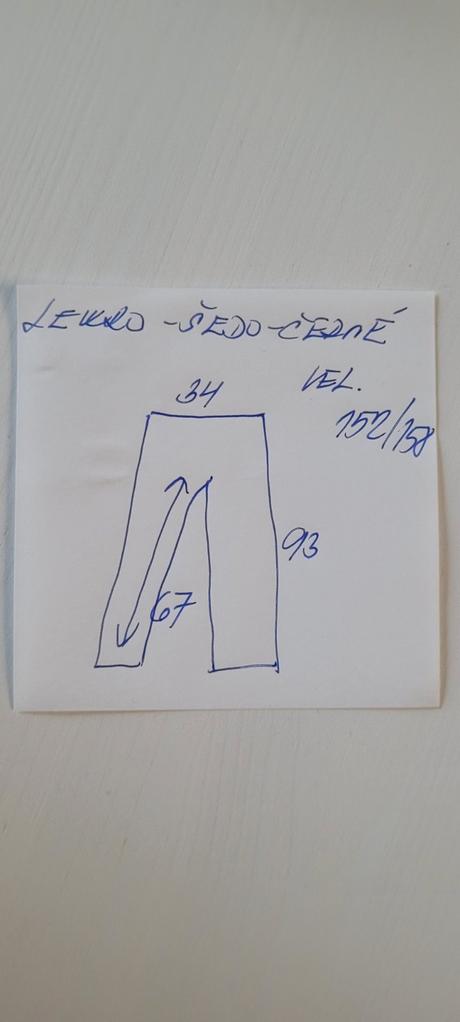 LEKRO -ŠEDO-ČERNÉ
VEL.
152/158
34
93
67